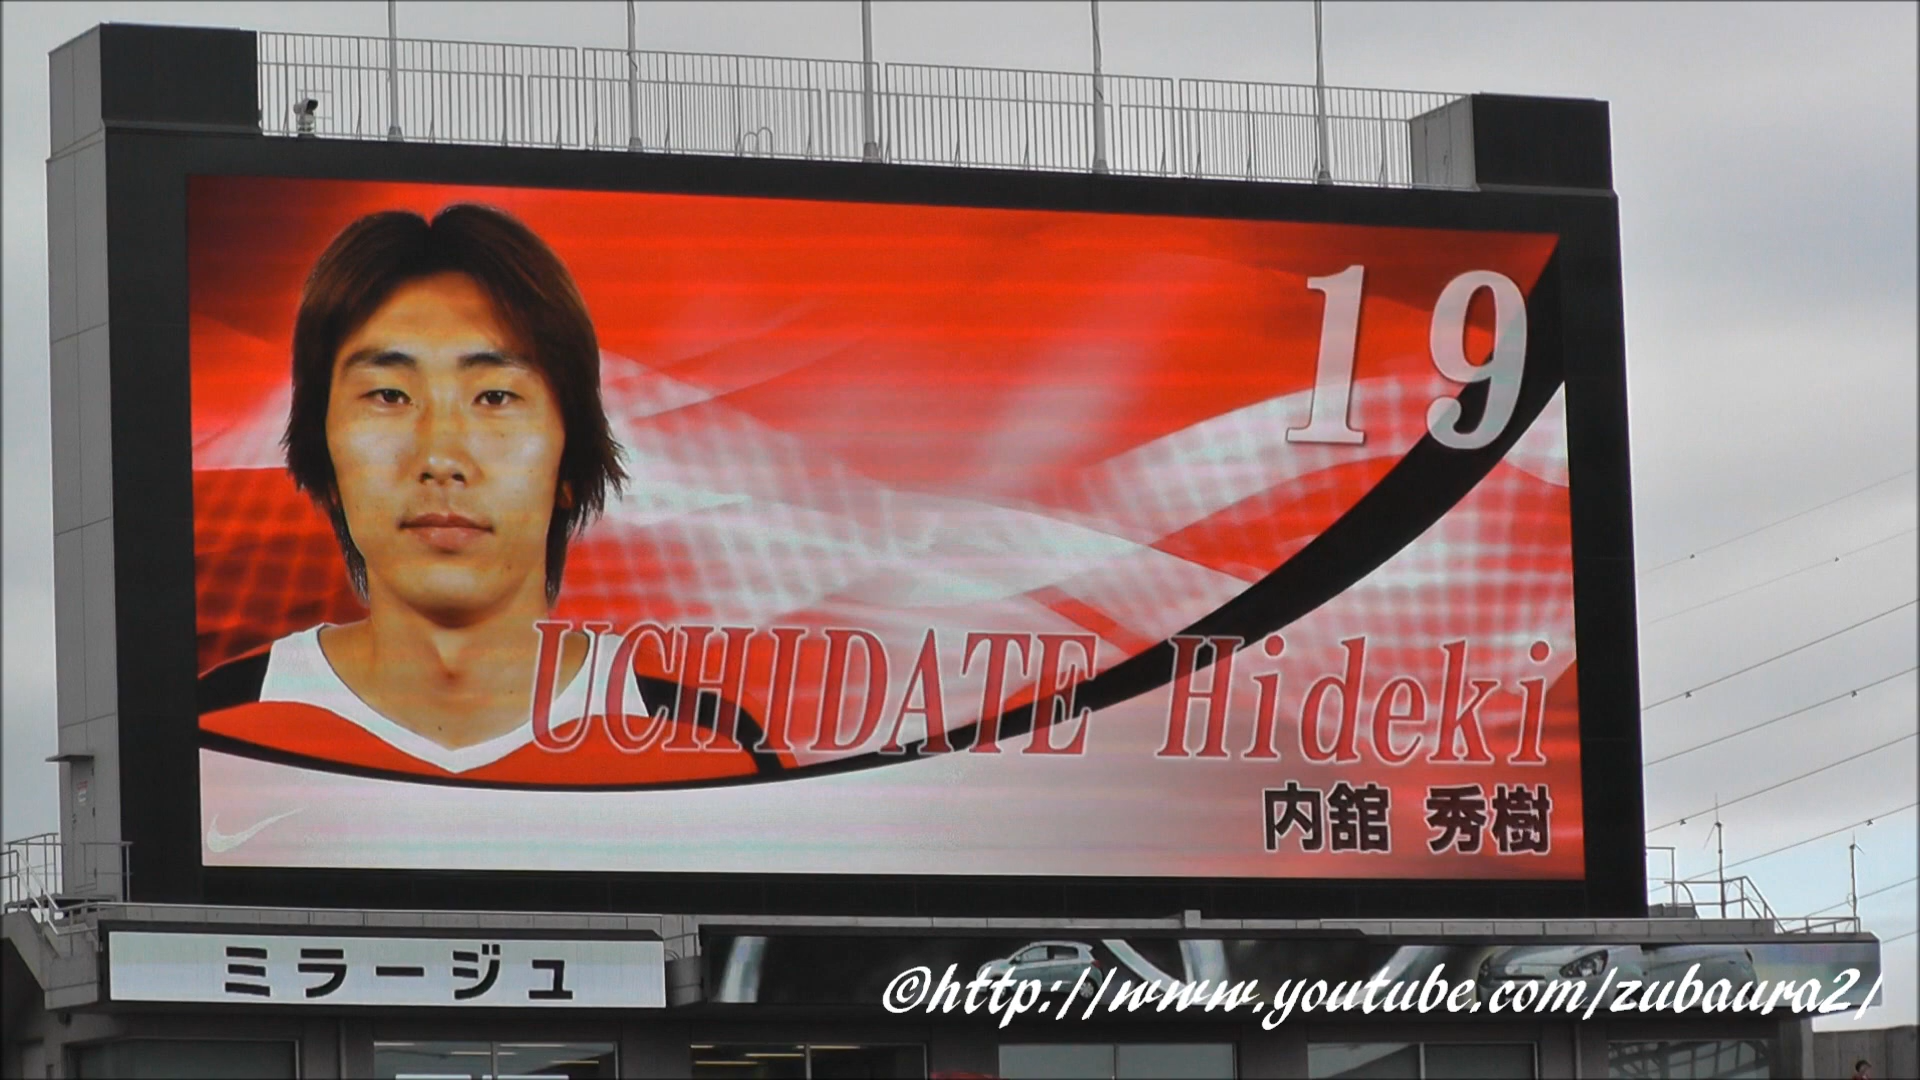 19
UCHIDATE Hideki
内舘 秀樹
ミラージュ
©http://www.youtube.com/zubaura2/